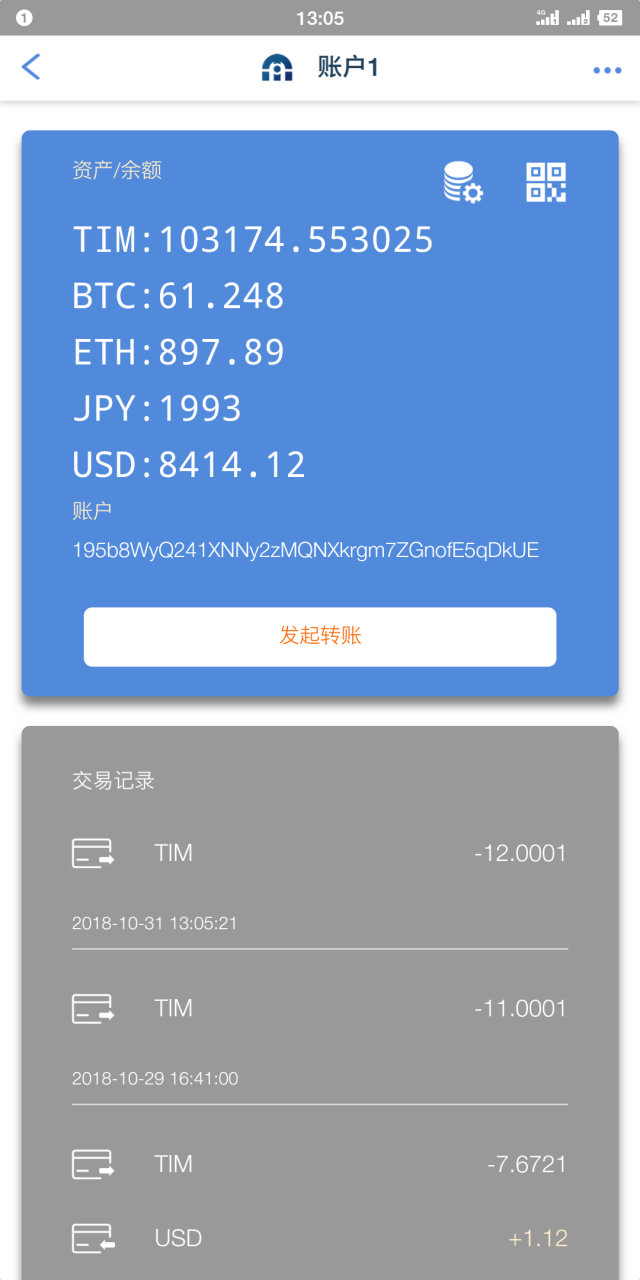 1
13:05
4G
2
52
账户1
资产/余额
TIM:103174.553025
BTC:61.248
ETH:897.89
JPY:1993
USD:8414.12
账户
195b8WyQ241XNNy2zMQNXkrgm7ZGnofE5qDkUE
发起转账
交易记录
TIM -12.0001
2018-10-31 13:05:21
TIM -11.0001
2018-10-29 16:41:00
TIM -7.6721
USD +1.12